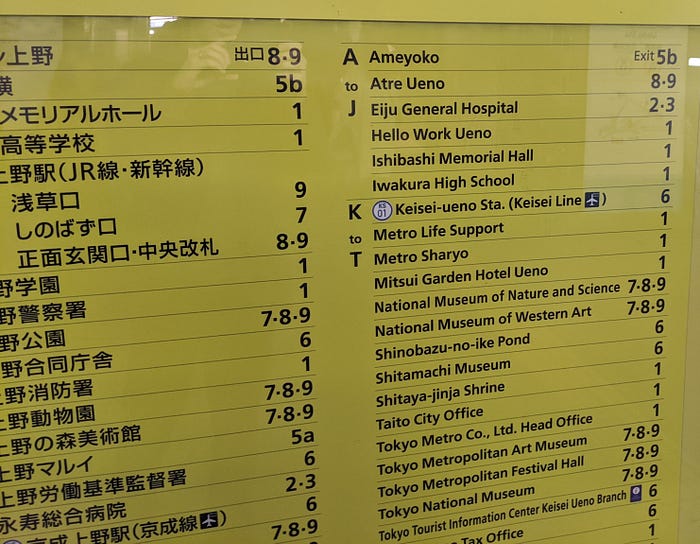 ン上野 出口8・9
横 5b
メモリアルホール 1
高等学校 1
上野駅（JR線・新幹線）
浅草口 9
しのばず口 7
正面玄関口・中央改札 8・9
野学園 1
野警察署 1
野公園 7・8・9
野合同庁舎 6
上野消防署 1
上野動物園 7・8・9
上野の森美術館 7・8・9
上野マルイ 5a
上野労働基準監督署 6
永寿総合病院 2・3
京成上野駅（京成線） 6
7・8・9
A Ameyoko Exit 5b
to Atre Ueno 8・9
J Eiju General Hospital 2・3
Hello Work Ueno 1
Ishibashi Memorial Hall 1
Iwakura High School 1
K KS 01 Keisei-ueno Sta. (Keisei Line) 6
to Metro Life Support 1
T Metro Sharyo 1
Mitsui Garden Hotel Ueno 1
National Museum of Nature and Science 7・8・9
National Museum of Western Art 7・8・9
Shinobazu-no-ike Pond 6
Shitamachi Museum 6
Shitaya-jinja Shrine 1
Taito City Office 1
Tokyo Metro Co., Ltd. Head Office 1
Tokyo Metropolitan Art Museum 7・8・9
Tokyo Metropolitan Festival Hall 7・8・9
Tokyo National Museum 7・8・9
Tokyo Tourist Information Center Keisei Ueno Branch 6
Tax Office 6
1